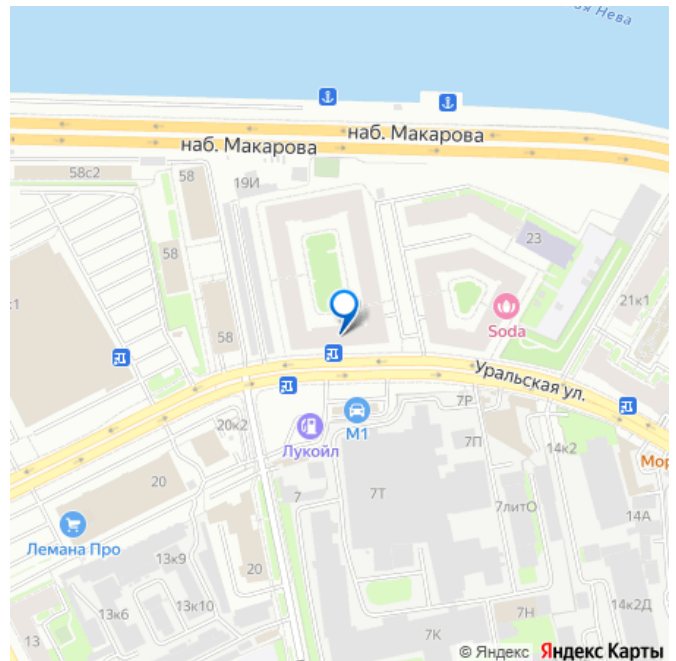 ая Нева
наб. Макарова
наб. Макарова
58с2
58
19И
58
23
с1
21к1
Soda
58
Уральская ул.
7Р
М1
20к2
Лукойл
7П
14к2
Мор
20
7
7Т
7литО
14А
Лемана Про
13к9
20
13к6
13к10
7Н
14к2Д
13
7К
© Яндекс Яндекс Карты